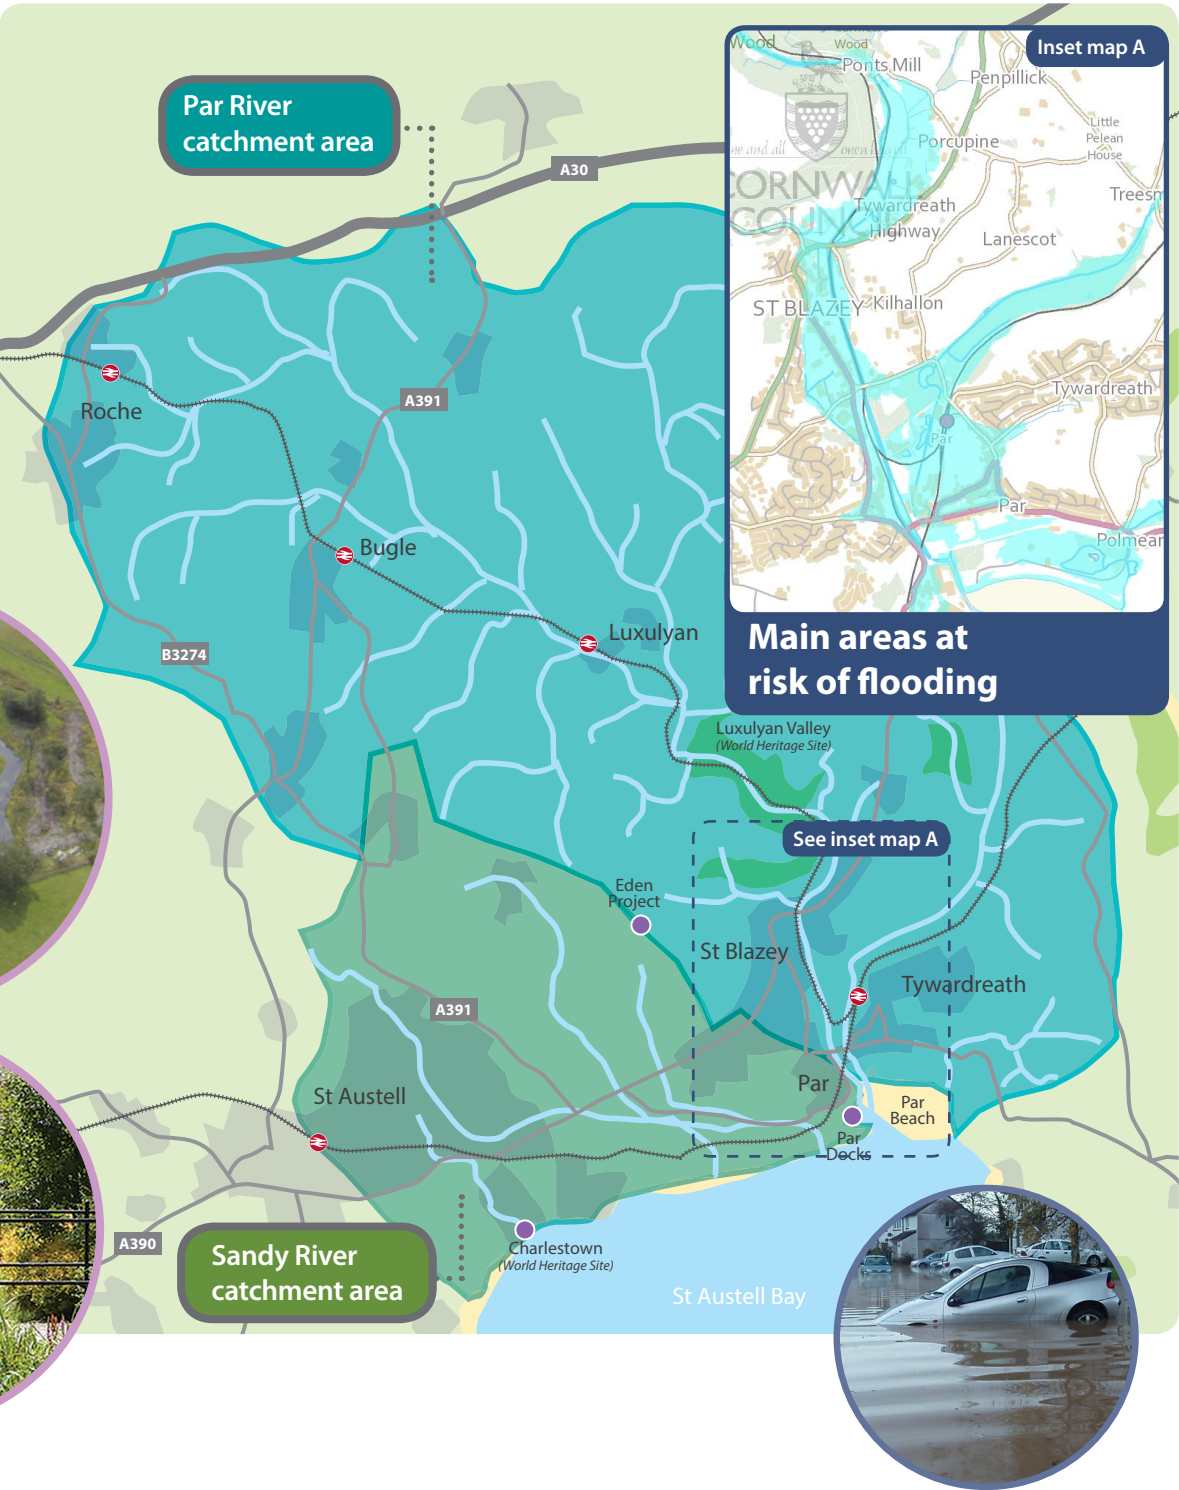 Par River
catchment area
A30
Inset map A
Wood
Wood
Ponts Mill
Penpillick
Little
Pelean
House
Porcupine
CORNWALL
COUNCIL
Tywardreath
Highway
Lanescot
ST BLAZEY
Kilhallon
Tywardreath
Par
Par
Polmear
Main areas at
risk of flooding
Roche
A391
Bugle
Luxulyan
B3274
Luxulyan Valley
(World Heritage Site)
See inset map A
Eden
Project
St Blazey
Tywardreath
A391
St Austell
Par
Par
Beach
Par
Docks
A390
Sandy River
catchment area
Charlestown
(World Heritage Site)
St Austell Bay